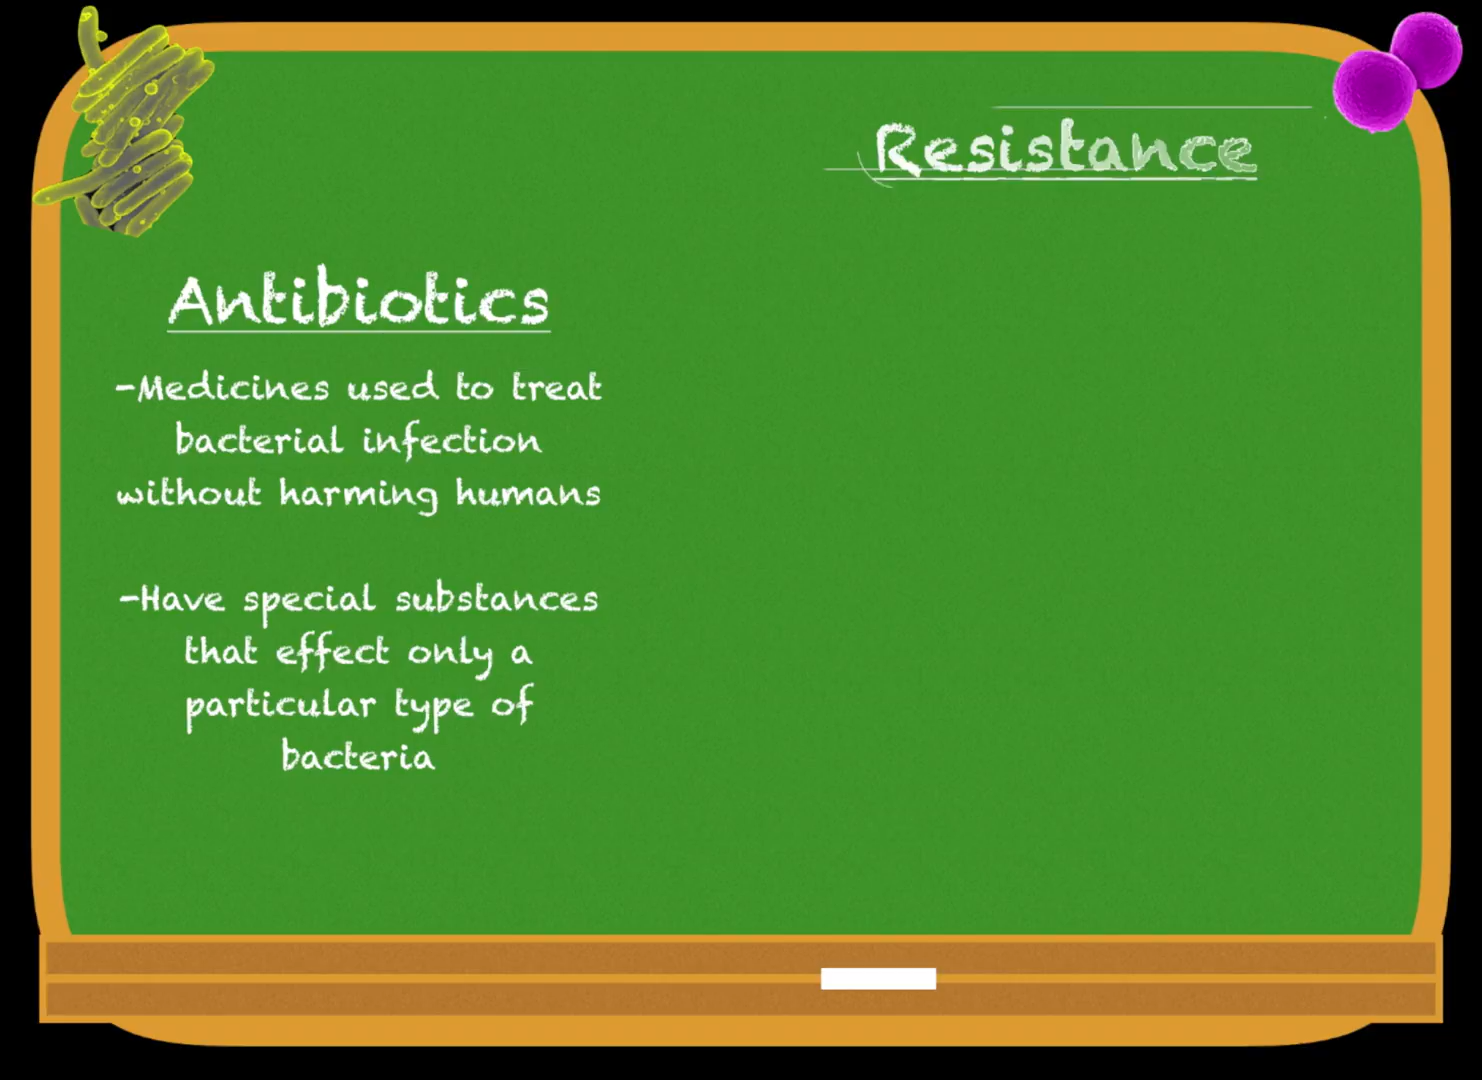 Resistance
Antibiotics
-Medicines used to treat
bacterial infection
without harming humans
-Have special substances
that effect only a
particular type of
bacteria